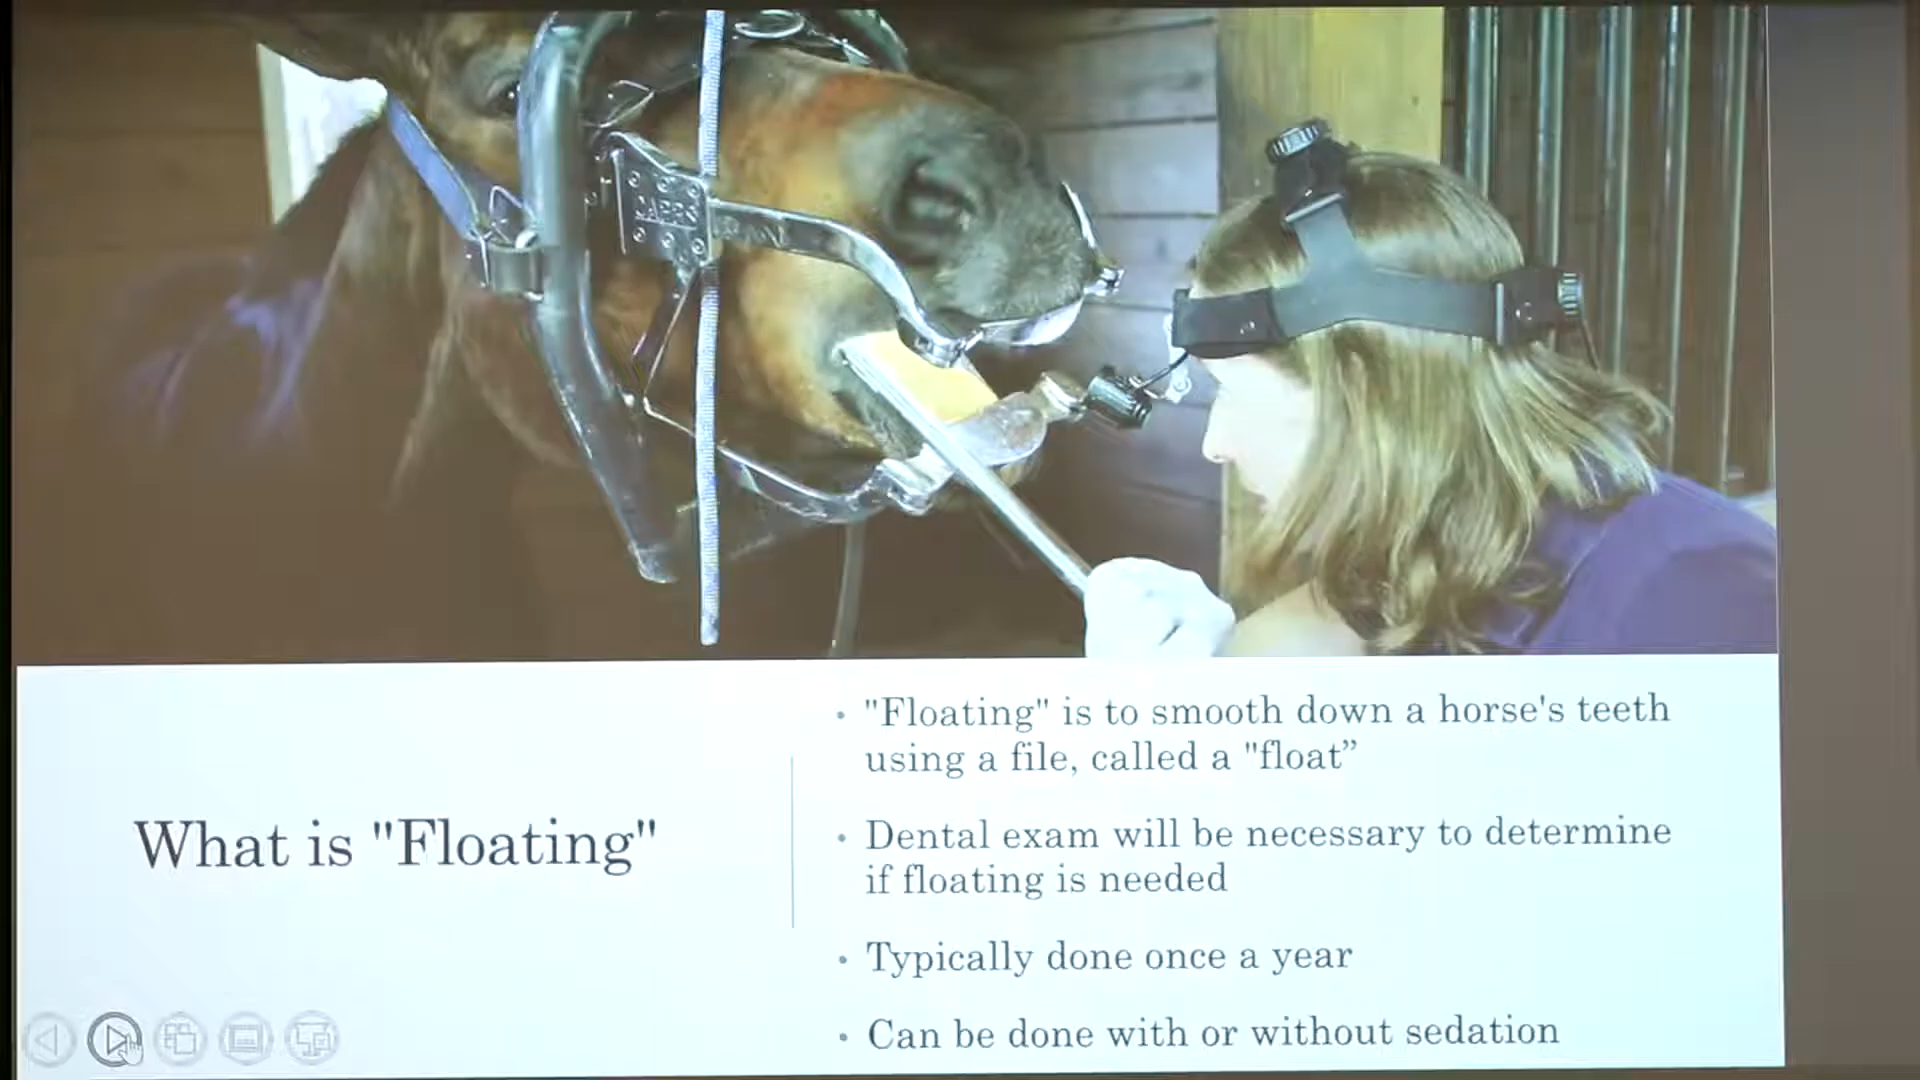 What is "Floating"
• "Floating" is to smooth down a horse's teeth
using a file, called a "float”
• Dental exam will be necessary to determine
if floating is needed
• Typically done once a year
• Can be done with or without sedation